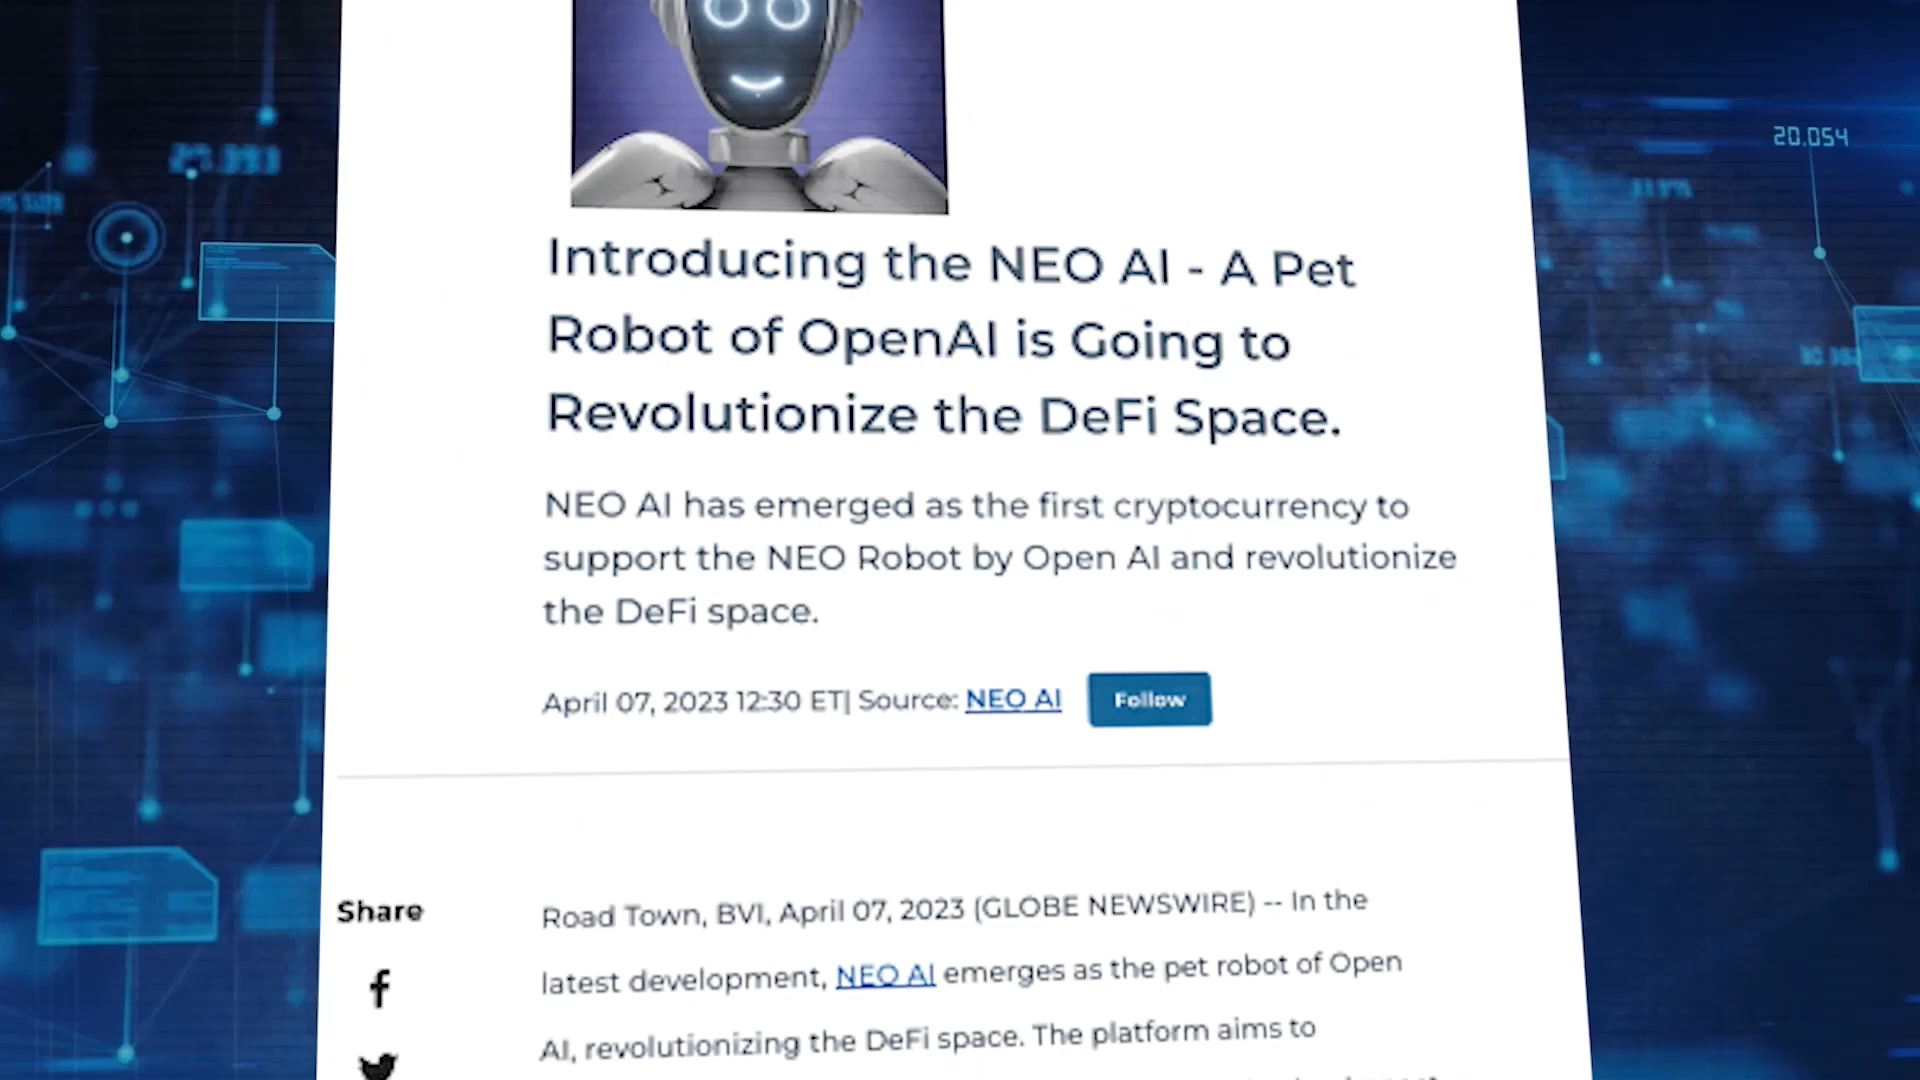 Introducing the NEO AI - A Pet
Robot of OpenAI is Going to
Revolutionize the DeFi Space.
NEO AI has emerged as the first cryptocurrency to
support the NEO Robot by Open AI and revolutionize
the DeFi space.
April 07, 2023 12:30 ET| Source: NEO AI Follow
Share
Road Town, BVI, April 07, 2023 (GLOBE NEWSWIRE) -- In the
latest development, NEO AI emerges as the pet robot of Open
AI, revolutionizing the DeFi space. The platform aims to
20.054